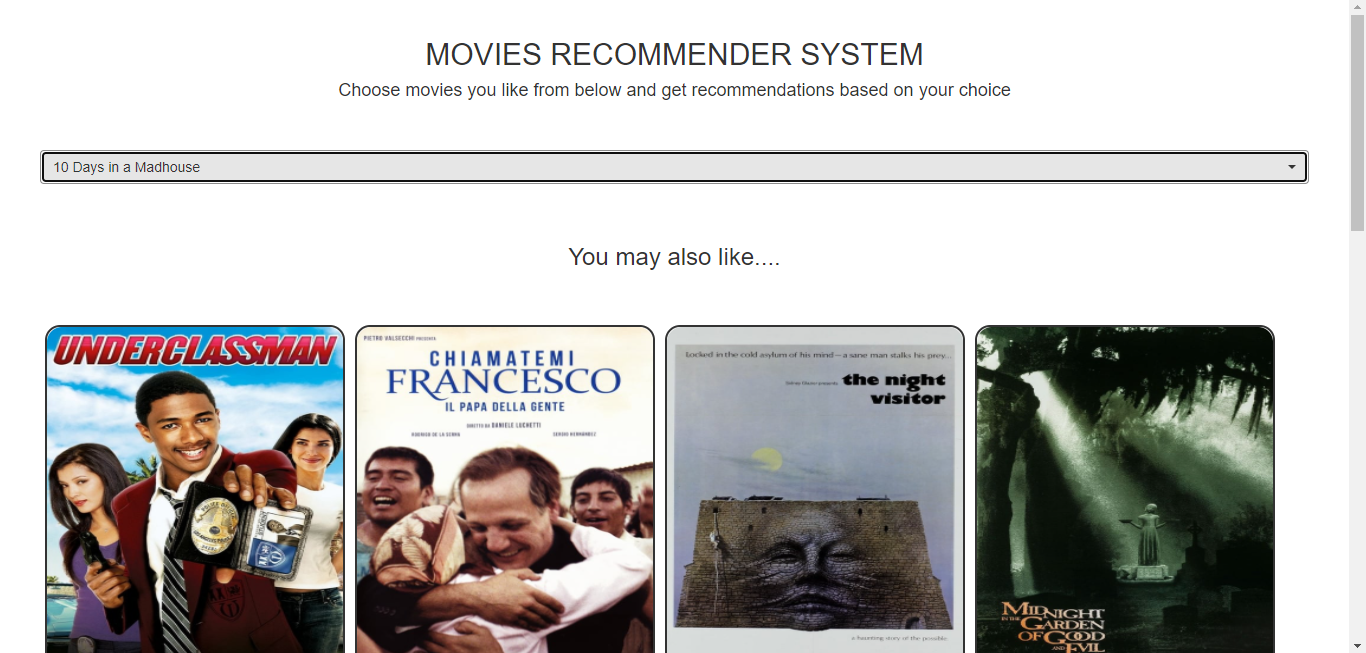 MOVIES RECOMMENDER SYSTEM
Choose movies you like from below and get recommendations based on your choice
10 Days in a Madhouse
You may also like....
UNDERCLASSMAN
PIETRO VALSECCHI PRESENTA
CHIAMATEMI
FRANCESCO
IL PAPA DELLA GENTE
DIRETTO DA DANIELE LUCHETTI
RODRIGO DE LA SERNA SERGIO HERNÁNDEZ
Locked in the cold asylum of his mind—a sane man stalks his prey...
the night
visitor
a haunting story of the possible.
MIDNIGHT
IN THE GARDEN
OF GOOD
AND EVIL